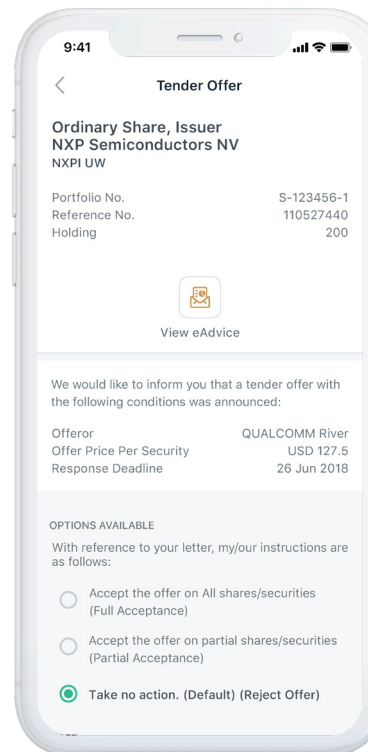 9:41
Tender Offer
Ordinary Share, Issuer
NXP Semiconductors NV
NXPI UW
Portfolio No. S-123456-1
Reference No. 110527440
Holding 200
View eAdvice
We would like to inform you that a tender offer with
the following conditions was announced:
Offeror QUALCOMM River
Offer Price Per Security USD 127.5
Response Deadline 26 Jun 2018
OPTIONS AVAILABLE
With reference to your letter, my/our instructions are
as follows:
Accept the offer on All shares/securities
(Full Acceptance)
Accept the offer on partial shares/securities
(Partial Acceptance)
Take no action. (Default) (Reject Offer)